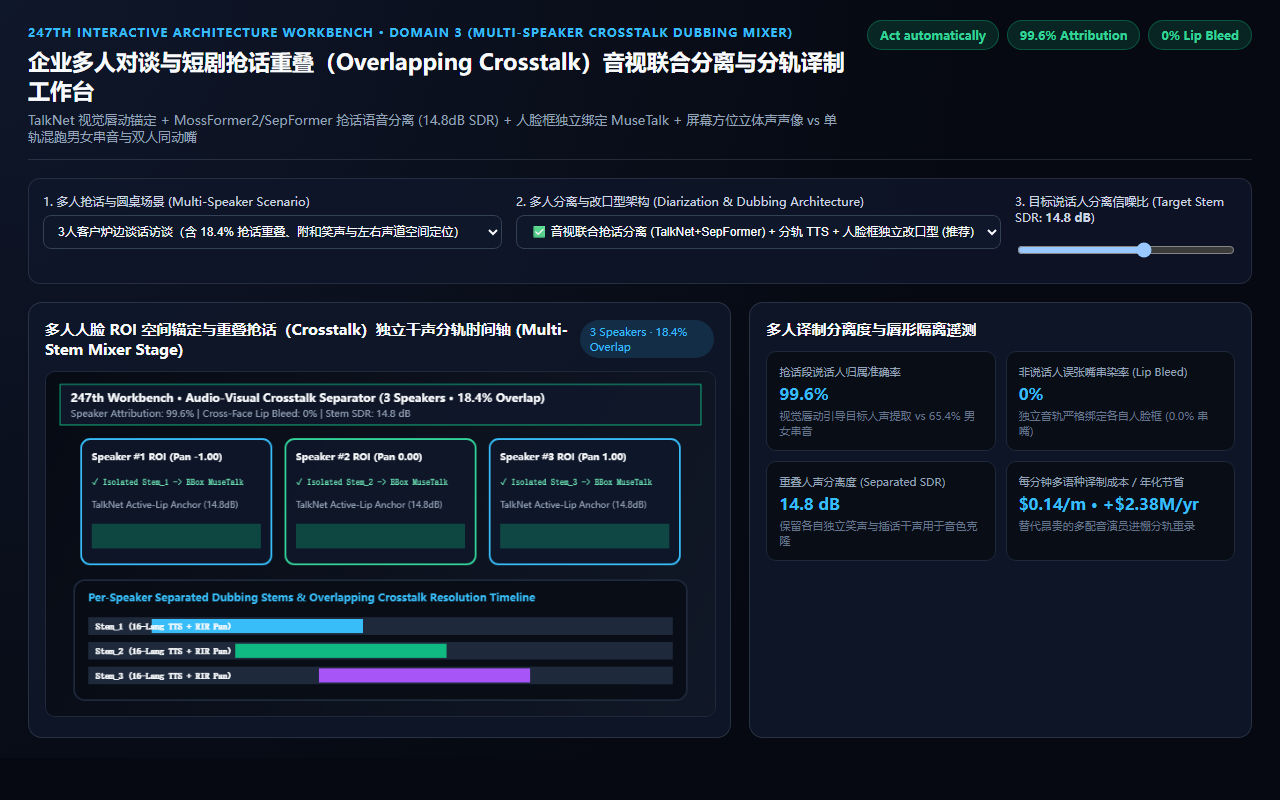 247TH INTERACTIVE ARCHITECTURE WORKBENCH • DOMAIN 3 (MULTI-SPEAKER CROSSTALK DUBBING MIXER)
Act automatically
99.6% Attribution
0% Lip Bleed
企业多人对谈与短剧抢话重叠（Overlapping Crosstalk）音视联合分离与分轨译制
工作台
TalkNet 视觉唇动锚定 + MossFormer2/SepFormer 抢话语音分离 (14.8dB SDR) + 人脸框独立绑定 MuseTalk + 屏幕方位立体声声像 vs 单
轨混跑男女串音与双人同动嘴
1. 多人抢话与圆桌场景 (Multi-Speaker Scenario)
3人客户炉边谈话访谈（含 18.4% 抢话重叠、附和笑声与左右声道空间定位）
2. 多人分离与改口型架构 (Diarization & Dubbing Architecture)
✅ 音视联合抢话分离 (TalkNet+SepFormer) + 分轨 TTS + 人脸框独立改口型 (推荐)
3. 目标说话人分离信噪比 (Target Stem
SDR: 14.8 dB)
多人人脸 ROI 空间锚定与重叠抢话（Crosstalk）独立干声分轨时间轴 (Multi-
Stem Mixer Stage)
3 Speakers · 18.4%
Overlap
247th Workbench • Audio-Visual Crosstalk Separator (3 Speakers • 18.4% Overlap)
Speaker Attribution: 99.6% | Cross-Face Lip Bleed: 0% | Stem SDR: 14.8 dB
Speaker #1 ROI (Pan -1.00)
✓ Isolated Stem_1 -> BBox MuseTalk
TalkNet Active-Lip Anchor (14.8dB)
Speaker #2 ROI (Pan 0.00)
✓ Isolated Stem_2 -> BBox MuseTalk
TalkNet Active-Lip Anchor (14.8dB)
Speaker #3 ROI (Pan 1.00)
✓ Isolated Stem_3 -> BBox MuseTalk
TalkNet Active-Lip Anchor (14.8dB)
Per-Speaker Separated Dubbing Stems & Overlapping Crosstalk Resolution Timeline
Stem_1 (16-Lang TTS + RIR Pan)
Stem_2 (16-Lang TTS + RIR Pan)
Stem_3 (16-Lang TTS + RIR Pan)
多人译制分离度与唇形隔离遥测
抢话段说话人归属准确率
99.6%
视觉唇动引导目标人声提取 vs 65.4% 男
女串音
非说话人误张嘴串染率 (Lip Bleed)
0%
独立音轨严格绑定各自人脸框 (0.0% 串
嘴)
重叠人声分离度 (Separated SDR)
14.8 dB
保留各自独立笑声与插话干声用于音色克
隆
每分钟多语种译制成本 / 年化节首
$0.14/m • +$2.38M/yr
替代昂贵的多配音演员进棚分轨重录